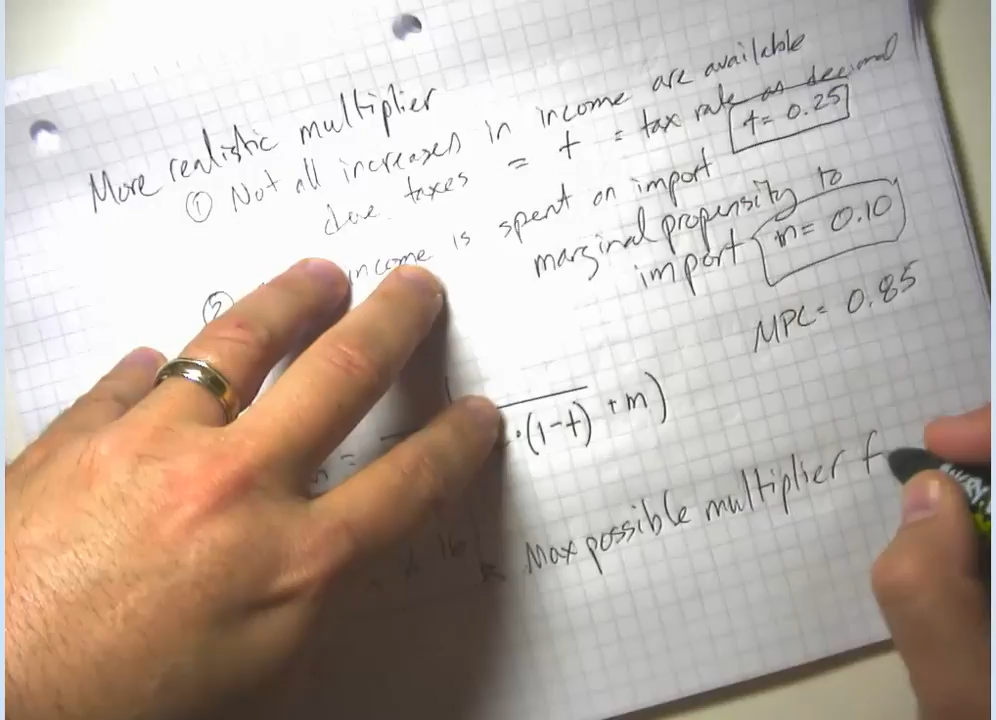 More realistic multiplier
① Not all increases in income are available
due taxes = t = tax rate as decimal
t = 0.25
② income is spent on import
marginal propensity to
import m = 0.10
MPC = 0.85
·(1-t) + m)
Max possible multiplier f